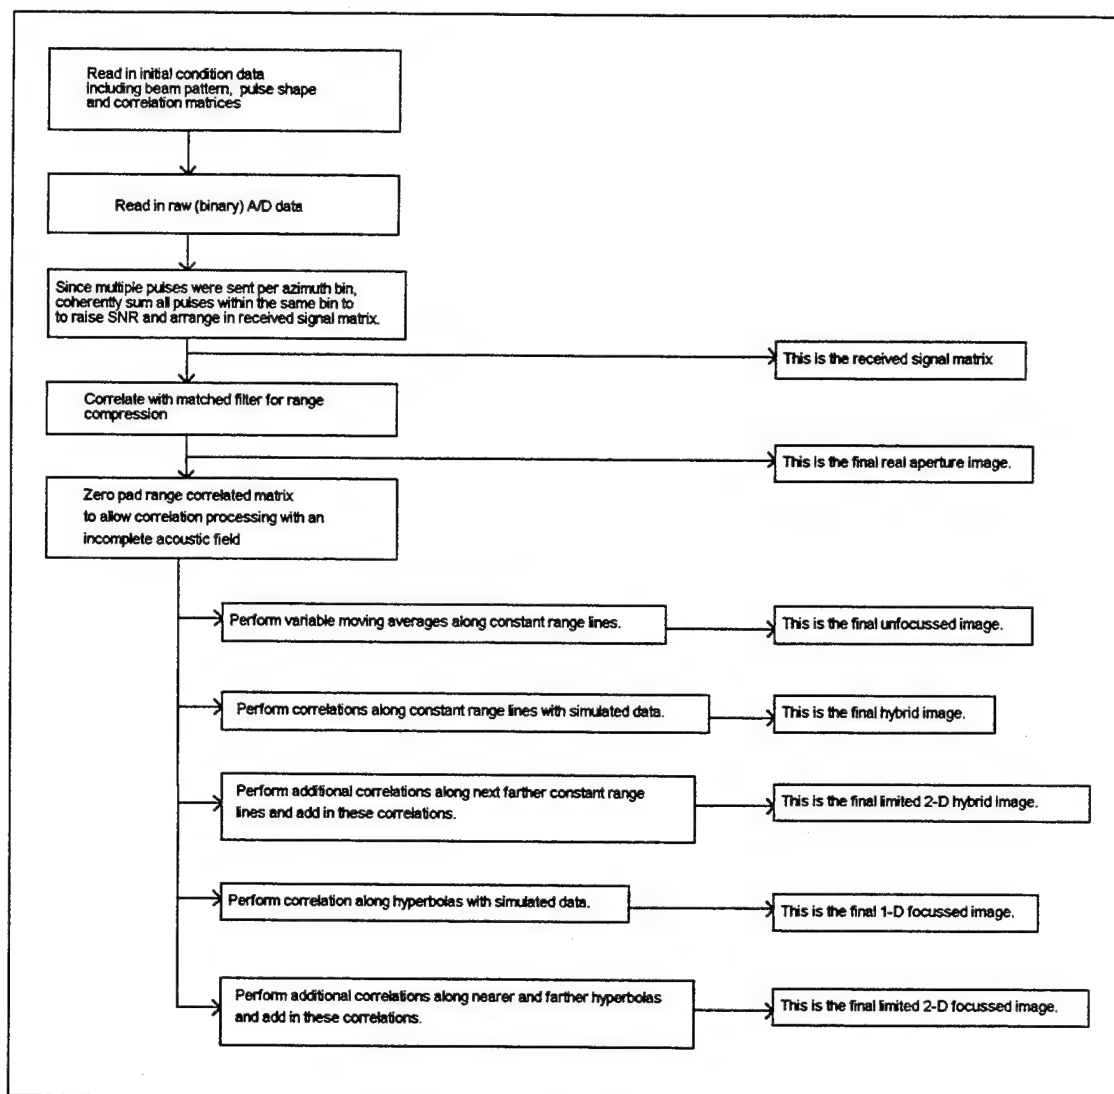 Read in initial condition data
including beam pattern, pulse shape
and correlation matrices
Read in raw (binary) A/D data
Since multiple pulses were sent per azimuth bin,
coherently sum all pulses within the same bin to
to raise SNR and arrange in received signal matrix.
This is the received signal matrix
Correlate with matched filter for range
compression
This is the final real aperture image.
Zero pad range correlated matrix
to allow correlation processing with an
incomplete acoustic field
Perform variable moving averages along constant range lines.
This is the final unfocussed image.
Perform correlations along constant range lines with simulated data.
This is the final hybrid image.
Perform additional correlations along next farther constant range
lines and add in these correlations.
This is the final limited 2-D hybrid image.
Perform correlation along hyperbolas with simulated data.
This is the final 1-D focussed image.
Perform additional correlations along nearer and farther hyperbolas
and add in these correlations.
This is the final limited 2-D focussed image.